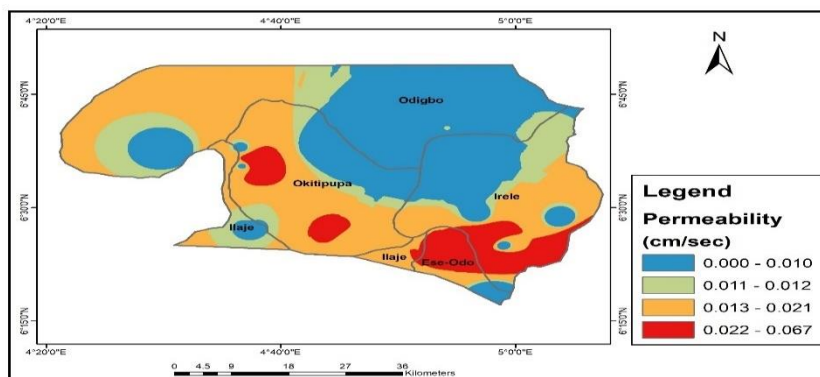 4°20'0"E 4°40'0"E 5°0'0"E
N
6°45'0"N 6°45'0"N
Odigbo
Okitipupa
Irele
6°30'0"N 6°30'0"N
Ilaje
Ilaje
Ese-Odo
6°15'0"N 6°15'0"N
4°20'0"E 4°40'0"E 5°0'0"E
0 4.5 9 18 27 36
Kilometers
Legend
Permeability
(cm/sec)
0.000 - 0.010
0.011 - 0.012
0.013 - 0.021
0.022 - 0.067